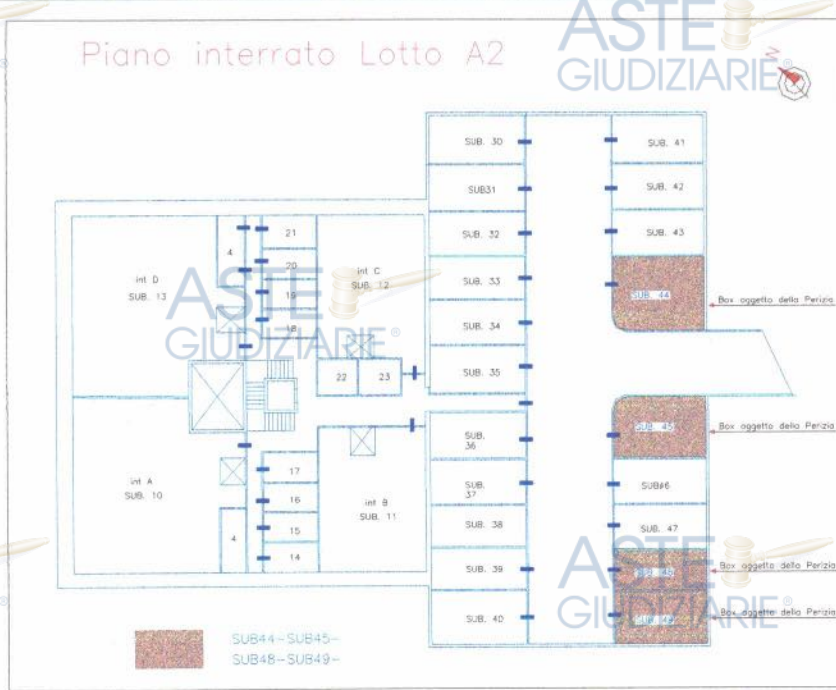 Piano interrato Lotto A2
ASTE
GIUDIZIARIE®
N
SUB. 30
SUB. 41
SUB31
SUB. 42
SUB. 32
SUB. 43
SUB. 33
SUB. 44
Box oggetto della Perizia
SUB. 34
SUB. 35
21
4
20
int D
SUB. 13
int C
SUB. 12
19
18
ASTE
GIUDIZIARIE®
22
23
SUB. 36
SUB. 45
Box oggetto della Perizia
17
int A
SUB. 10
16
int B
SUB. 11
SUB. 37
SUB46
4
15
SUB. 38
SUB. 47
14
SUB. 39
SUB. 48
Box oggetto della Perizia
ASTE
GIUDIZIARIE®
SUB. 40
SUB. 49
Box oggetto della Perizia
SUB44-SUB45-
SUB48-SUB49-